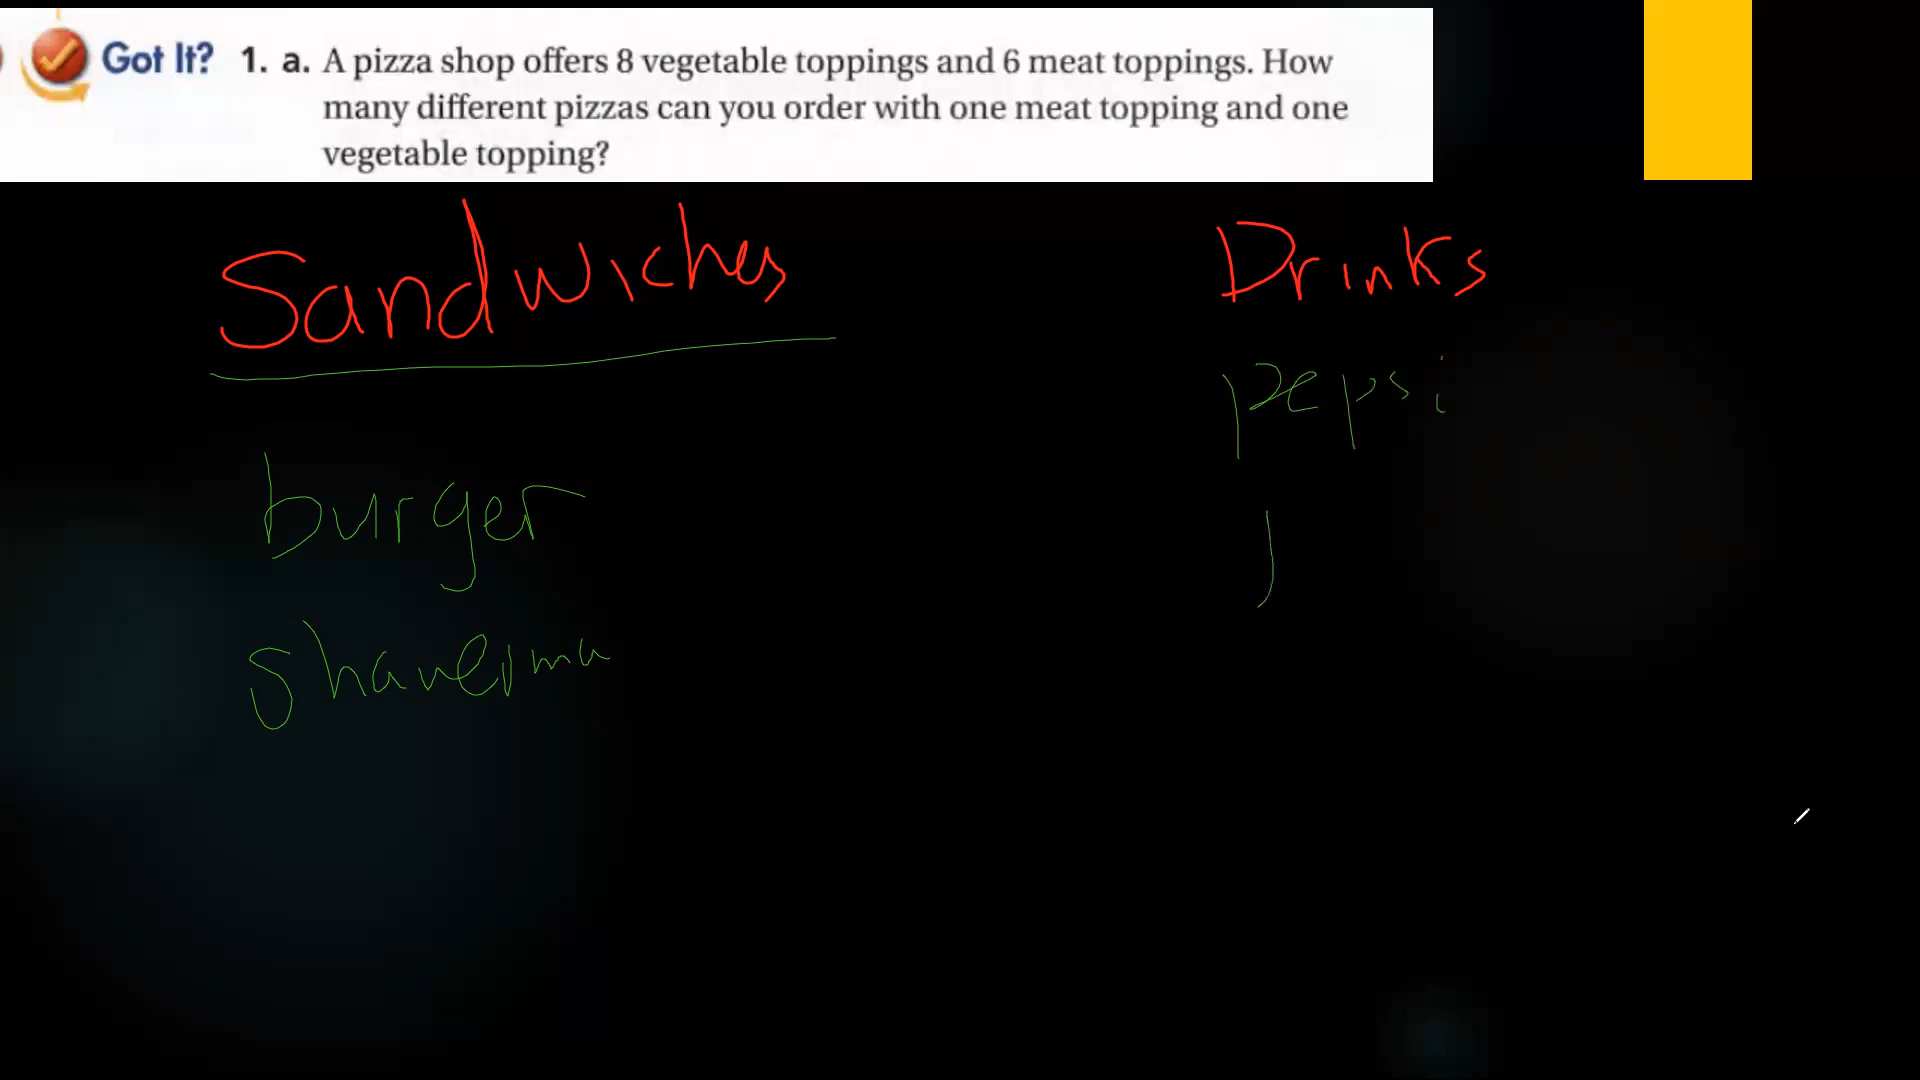 Got It? 1. a. A pizza shop offers 8 vegetable toppings and 6 meat toppings. How
many different pizzas can you order with one meat topping and one
vegetable topping?
Sandwiches
Drinks
pepsi
burger
J
shawerma